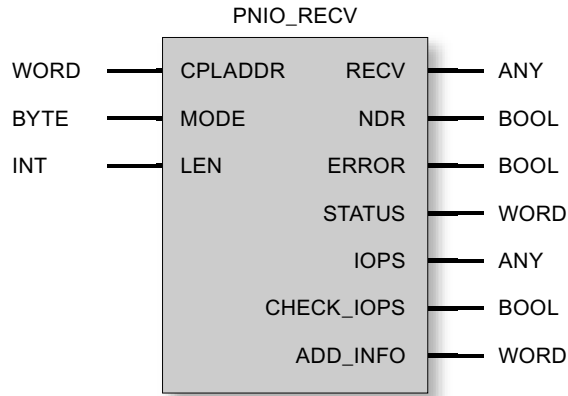 PNIO_RECV
WORD CPLADDR RECV ANY
BYTE MODE NDR BOOL
INT LEN ERROR BOOL
STATUS WORD
IOPS ANY
CHECK_IOPS BOOL
ADD_INFO WORD